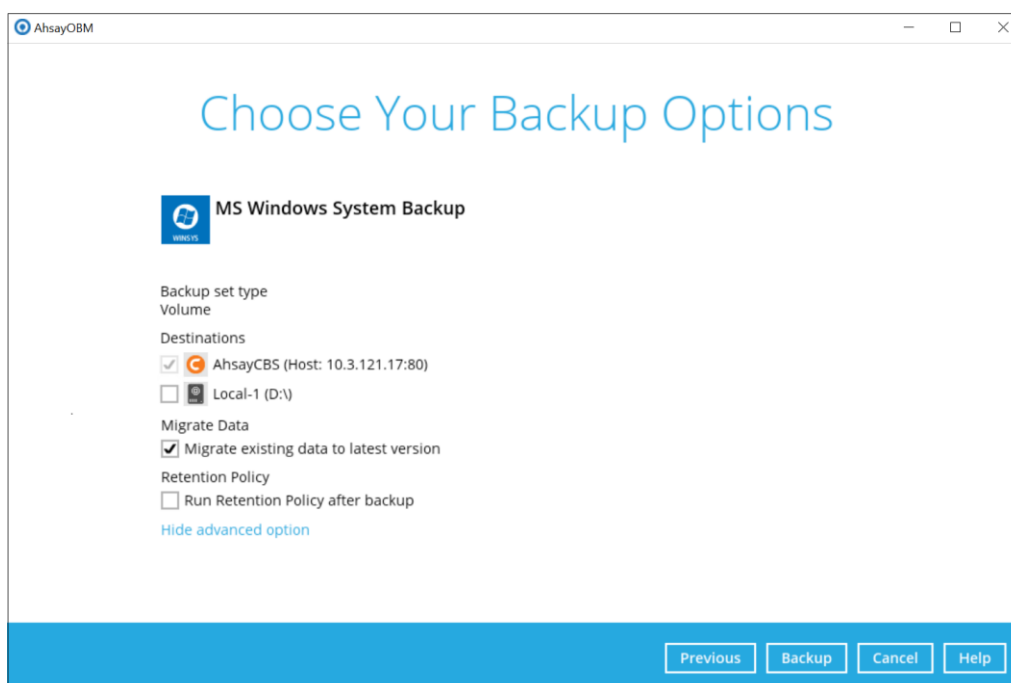 AhsayOBM
Choose Your Backup Options
MS Windows System Backup
WINSYS
Backup set type
Volume
Destinations
C AhsayCBS (Host: 10.3.121.17:80)
Local-1 (D:\)
Migrate Data
Migrate existing data to latest version
Retention Policy
Run Retention Policy after backup
Hide advanced option
Previous Backup Cancel Help